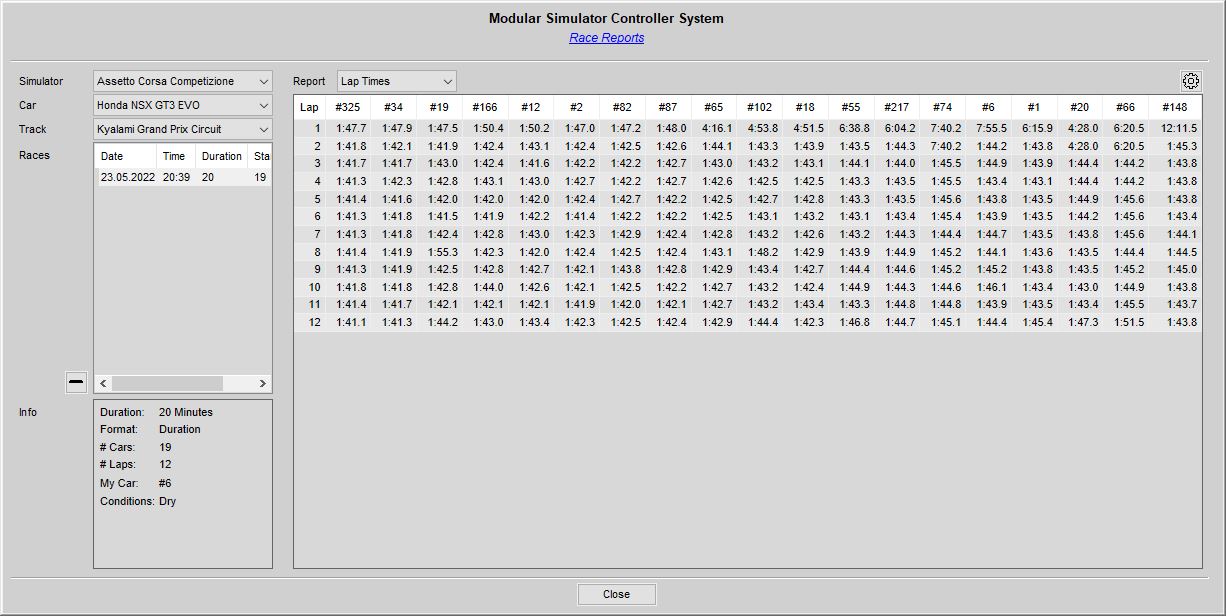 Modular Simulator Controller System
Race Reports
Simulator Assetto Corsa Competizione
Car Honda NSX GT3 EVO
Track Kyalami Grand Prix Circuit
Races
Date Time Duration Sta
23.05.2022 20:39 20 19
Info
Duration: 20 Minutes
Format: Duration
# Cars: 19
# Laps: 12
My Car: #6
Conditions: Dry
Report Lap Times
Lap #325 #34 #19 #166 #12 #2 #82 #87 #65 #102 #18 #55 #217 #74 #6 #1 #20 #66 #148
1 1:47.7 1:47.9 1:47.5 1:50.4 1:50.2 1:47.0 1:47.2 1:48.0 4:16.1 4:53.8 4:51.5 6:38.8 6:04.2 7:40.2 7:55.5 6:15.9 4:28.0 6:20.5 12:11.5
2 1:41.8 1:42.1 1:41.9 1:42.4 1:43.1 1:42.4 1:42.5 1:42.6 1:44.1 1:43.3 1:43.9 1:43.5 1:44.3 7:40.2 1:44.2 1:43.8 4:28.0 6:20.5 1:45.3
3 1:41.7 1:41.7 1:43.0 1:42.4 1:41.6 1:42.2 1:42.2 1:42.7 1:43.0 1:43.2 1:43.1 1:44.1 1:44.0 1:45.5 1:44.9 1:43.9 1:44.4 1:44.2 1:43.8
4 1:41.3 1:42.3 1:42.8 1:43.1 1:43.0 1:42.7 1:42.2 1:42.7 1:42.6 1:42.5 1:42.5 1:43.3 1:43.5 1:45.5 1:43.4 1:43.1 1:44.4 1:44.2 1:43.8
5 1:41.4 1:41.6 1:42.0 1:42.0 1:42.0 1:42.4 1:42.7 1:42.2 1:42.5 1:42.7 1:42.8 1:43.3 1:43.5 1:45.6 1:43.8 1:43.5 1:44.9 1:45.6 1:43.8
6 1:41.3 1:41.8 1:41.5 1:41.9 1:42.2 1:41.4 1:42.2 1:42.2 1:42.5 1:43.1 1:43.2 1:43.1 1:43.4 1:45.4 1:43.9 1:43.5 1:44.2 1:45.6 1:43.4
7 1:41.3 1:41.8 1:42.4 1:42.8 1:43.0 1:42.3 1:42.9 1:42.4 1:42.8 1:43.2 1:42.6 1:43.2 1:44.3 1:44.4 1:44.7 1:43.5 1:43.8 1:45.6 1:44.1
8 1:41.4 1:41.9 1:55.3 1:42.3 1:42.0 1:42.4 1:42.5 1:42.4 1:43.1 1:48.2 1:42.9 1:43.9 1:44.9 1:45.2 1:44.1 1:43.6 1:43.5 1:44.4 1:44.5
9 1:41.3 1:41.9 1:42.5 1:42.8 1:42.7 1:42.1 1:43.8 1:42.8 1:42.9 1:43.4 1:42.7 1:44.4 1:44.6 1:45.2 1:45.2 1:43.8 1:43.5 1:45.2 1:45.0
10 1:41.8 1:41.8 1:42.8 1:44.0 1:42.6 1:42.1 1:42.5 1:42.2 1:42.7 1:43.2 1:42.4 1:44.9 1:44.3 1:44.6 1:46.1 1:43.4 1:43.0 1:44.9 1:43.8
11 1:41.4 1:41.7 1:42.1 1:42.1 1:42.1 1:41.9 1:42.0 1:42.1 1:42.7 1:43.2 1:43.4 1:43.3 1:44.8 1:44.8 1:43.9 1:43.5 1:43.4 1:45.5 1:43.7
12 1:41.1 1:41.3 1:44.2 1:43.0 1:43.4 1:42.3 1:42.5 1:42.4 1:42.9 1:44.4 1:42.3 1:46.8 1:44.7 1:45.1 1:44.4 1:45.4 1:47.3 1:51.5 1:43.8
Close